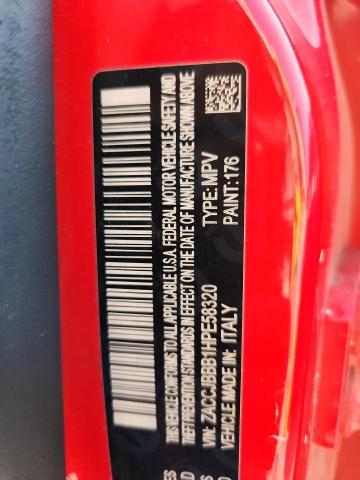 THIS VEHICLE CONFORMS TO ALL APPLICABLE U.S.A. FEDERAL MOTOR VEHICLE SAFETY AND
THEFT PREVENTION STANDARDS IN EFFECT ON THE DATE OF MANUFACTURE SHOWN ABOVE
VIN: ZACCJBBB1HPE58320 TYPE: MPV
VEHICLE MADE IN: ITALY PAINT: 176